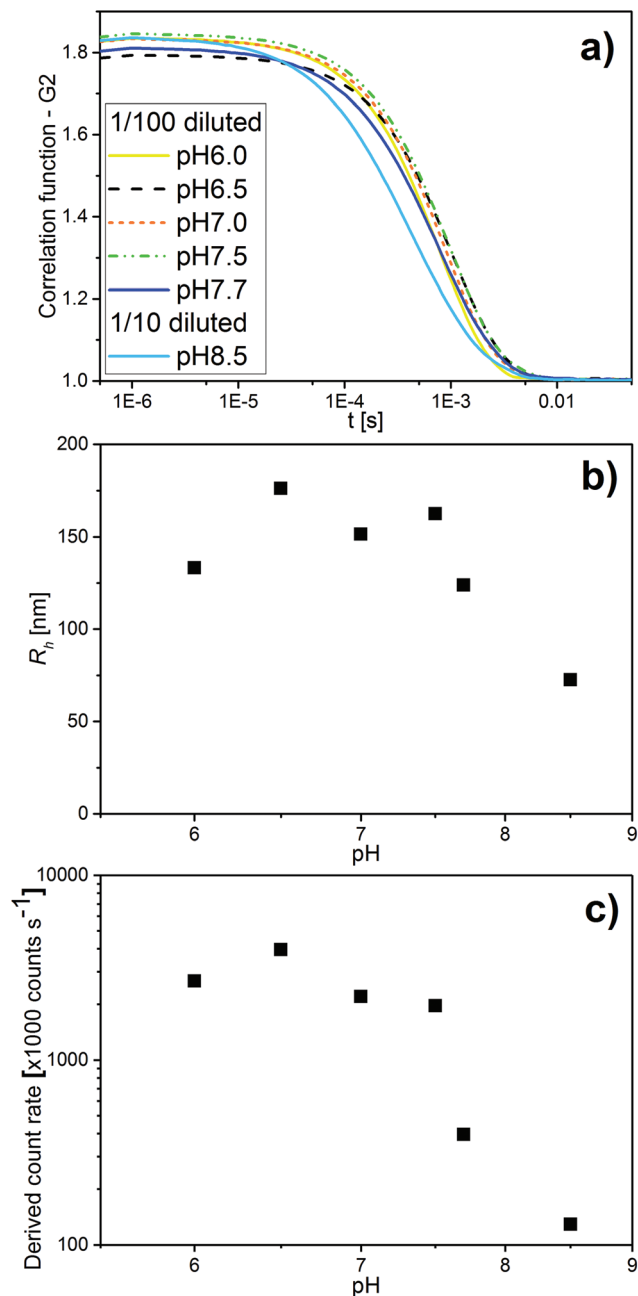 a)
Correlation function - G2
1.8
1.6
1.4
1.2
1.0
1/100 diluted
pH6.0
pH6.5
pH7.0
pH7.5
pH7.7
1/10 diluted
pH8.5
1E-6 1E-5 1E-4 1E-3 0.01
t [s]
b)
Rh [nm]
200
150
100
50
0
6 7 8 9
pH
c)
Derived count rate [x1000 counts s-1]
10000
1000
100
6 7 8 9
pH